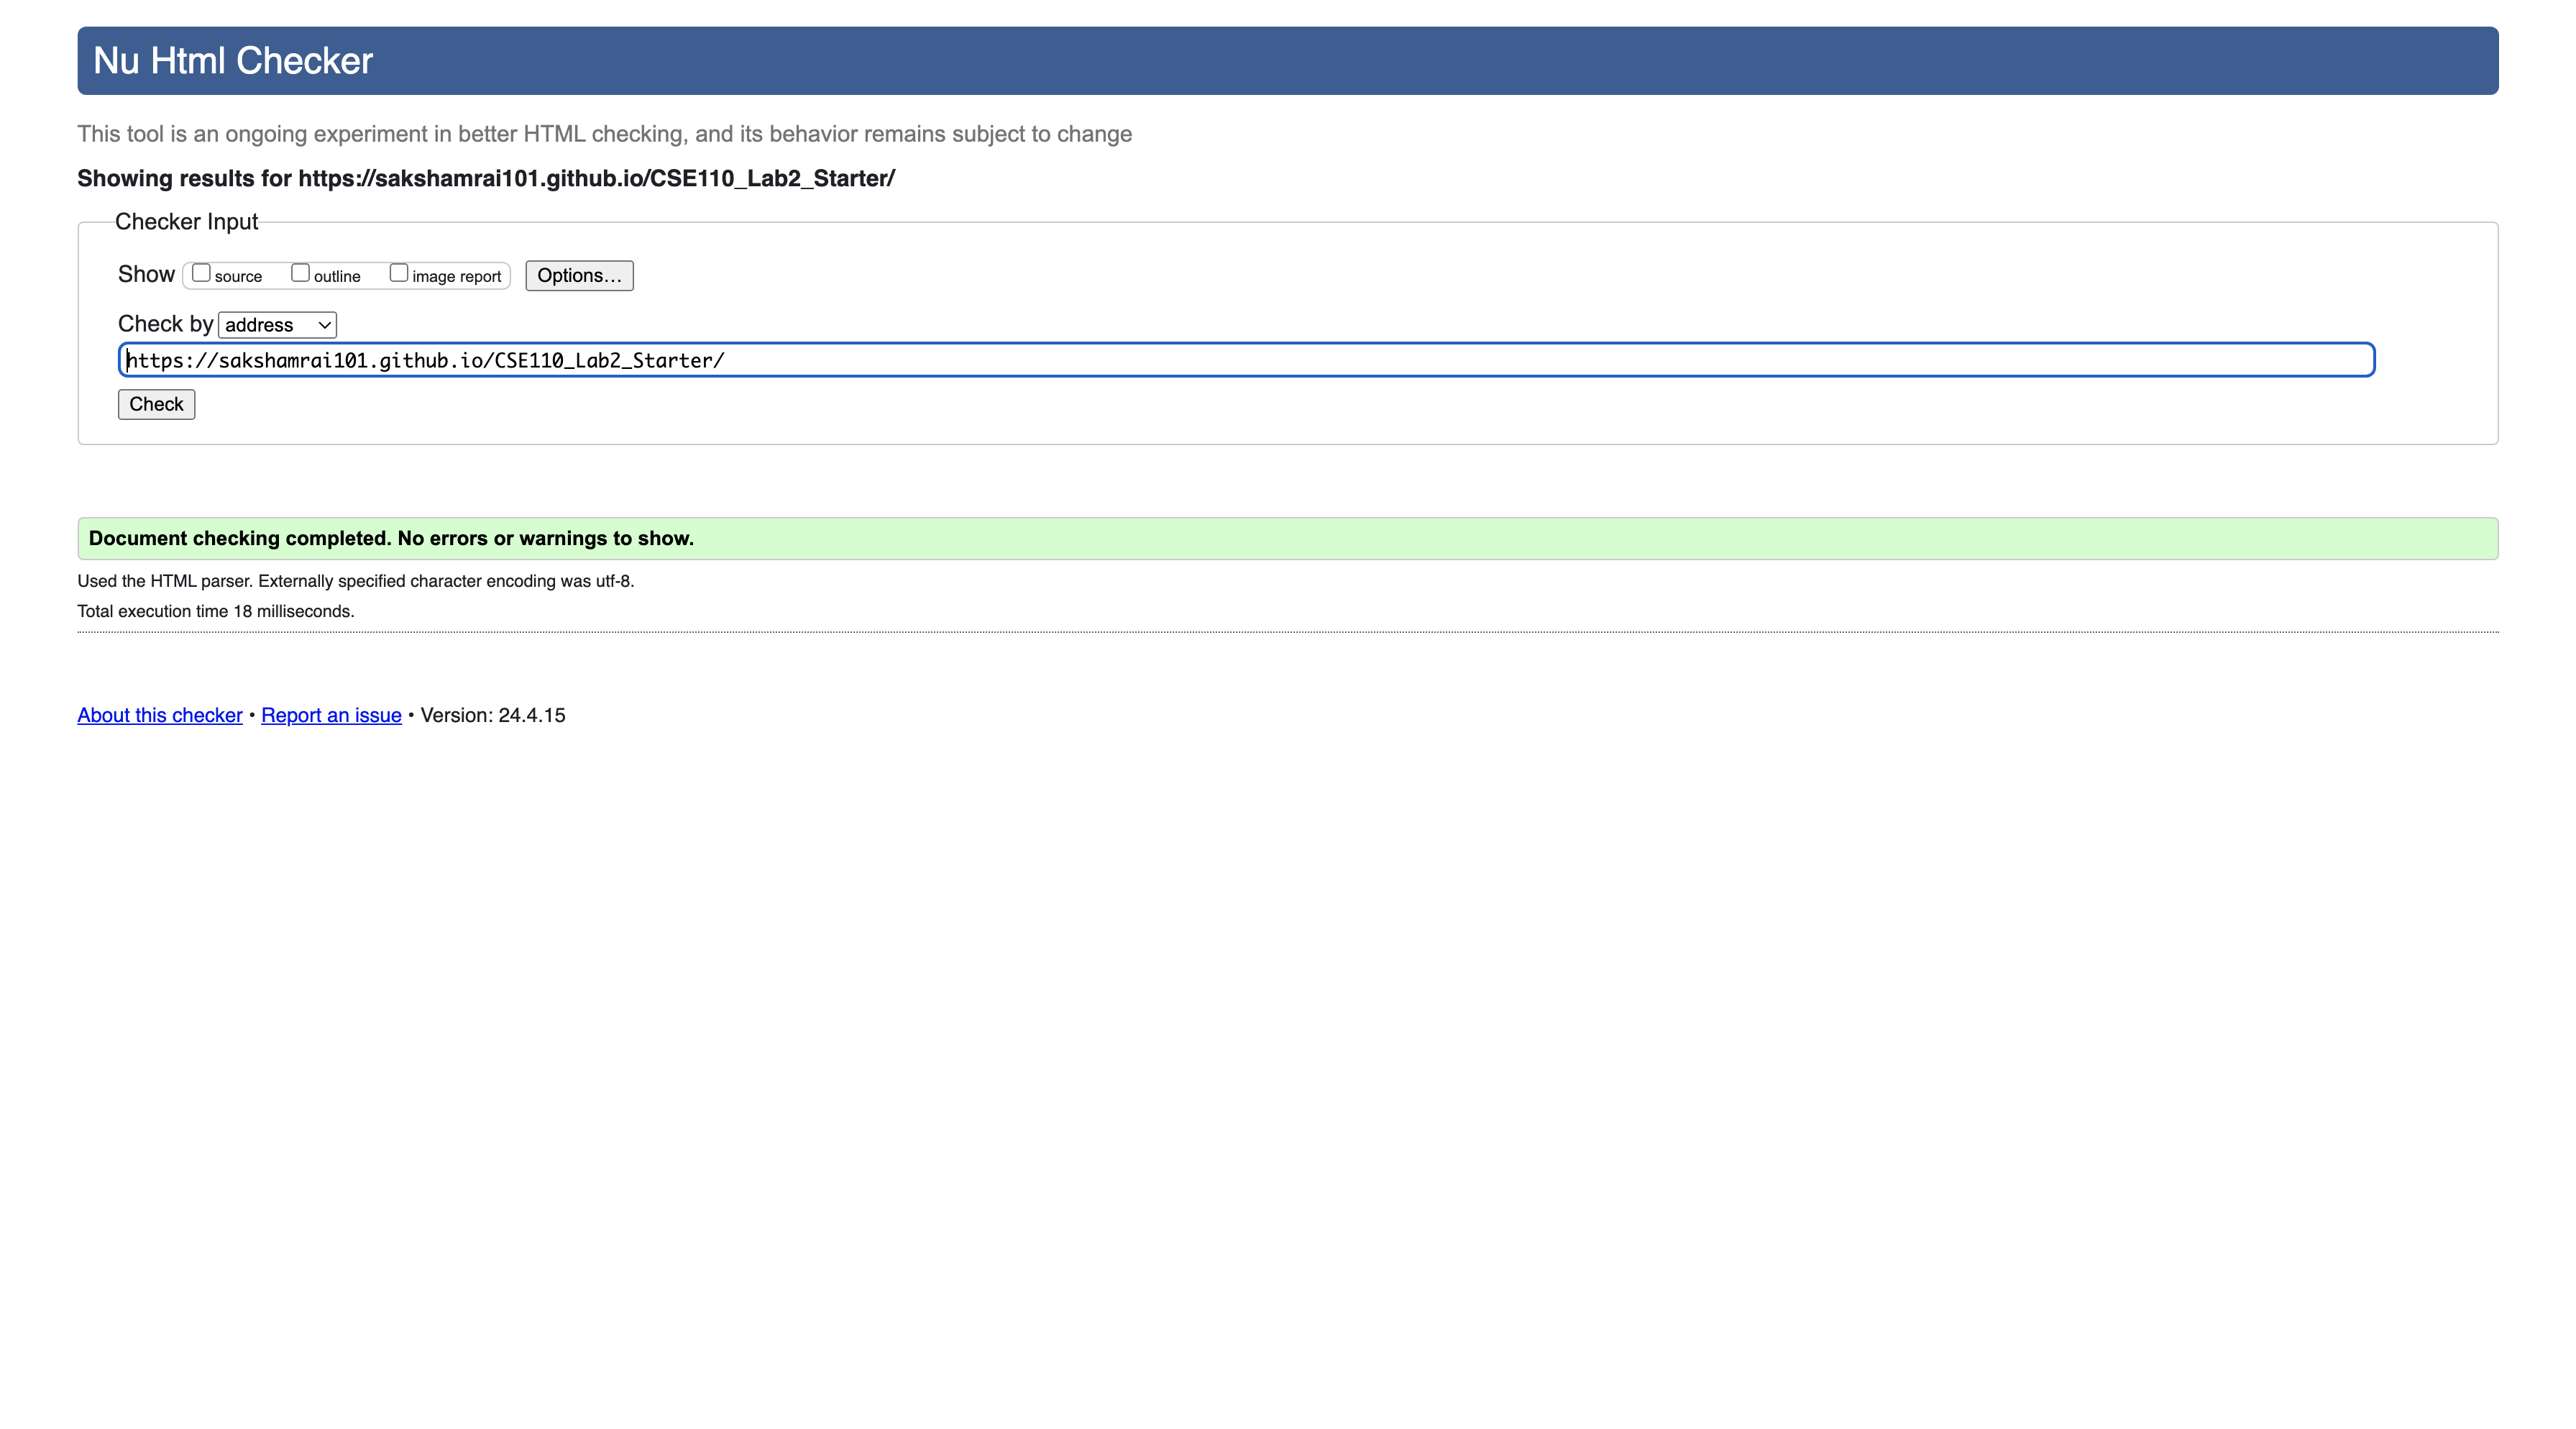 Nu Html Checker
This tool is an ongoing experiment in better HTML checking, and its behavior remains subject to change
Showing results for https://sakshamrai101.github.io/CSE110_Lab2_Starter/
Checker Input
Show source outline image report Options...
Check by address
https://sakshamrai101.github.io/CSE110_Lab2_Starter/
Check
Document checking completed. No errors or warnings to show.
Used the HTML parser. Externally specified character encoding was utf-8.
Total execution time 18 milliseconds.
About this checker • Report an issue • Version: 24.4.15